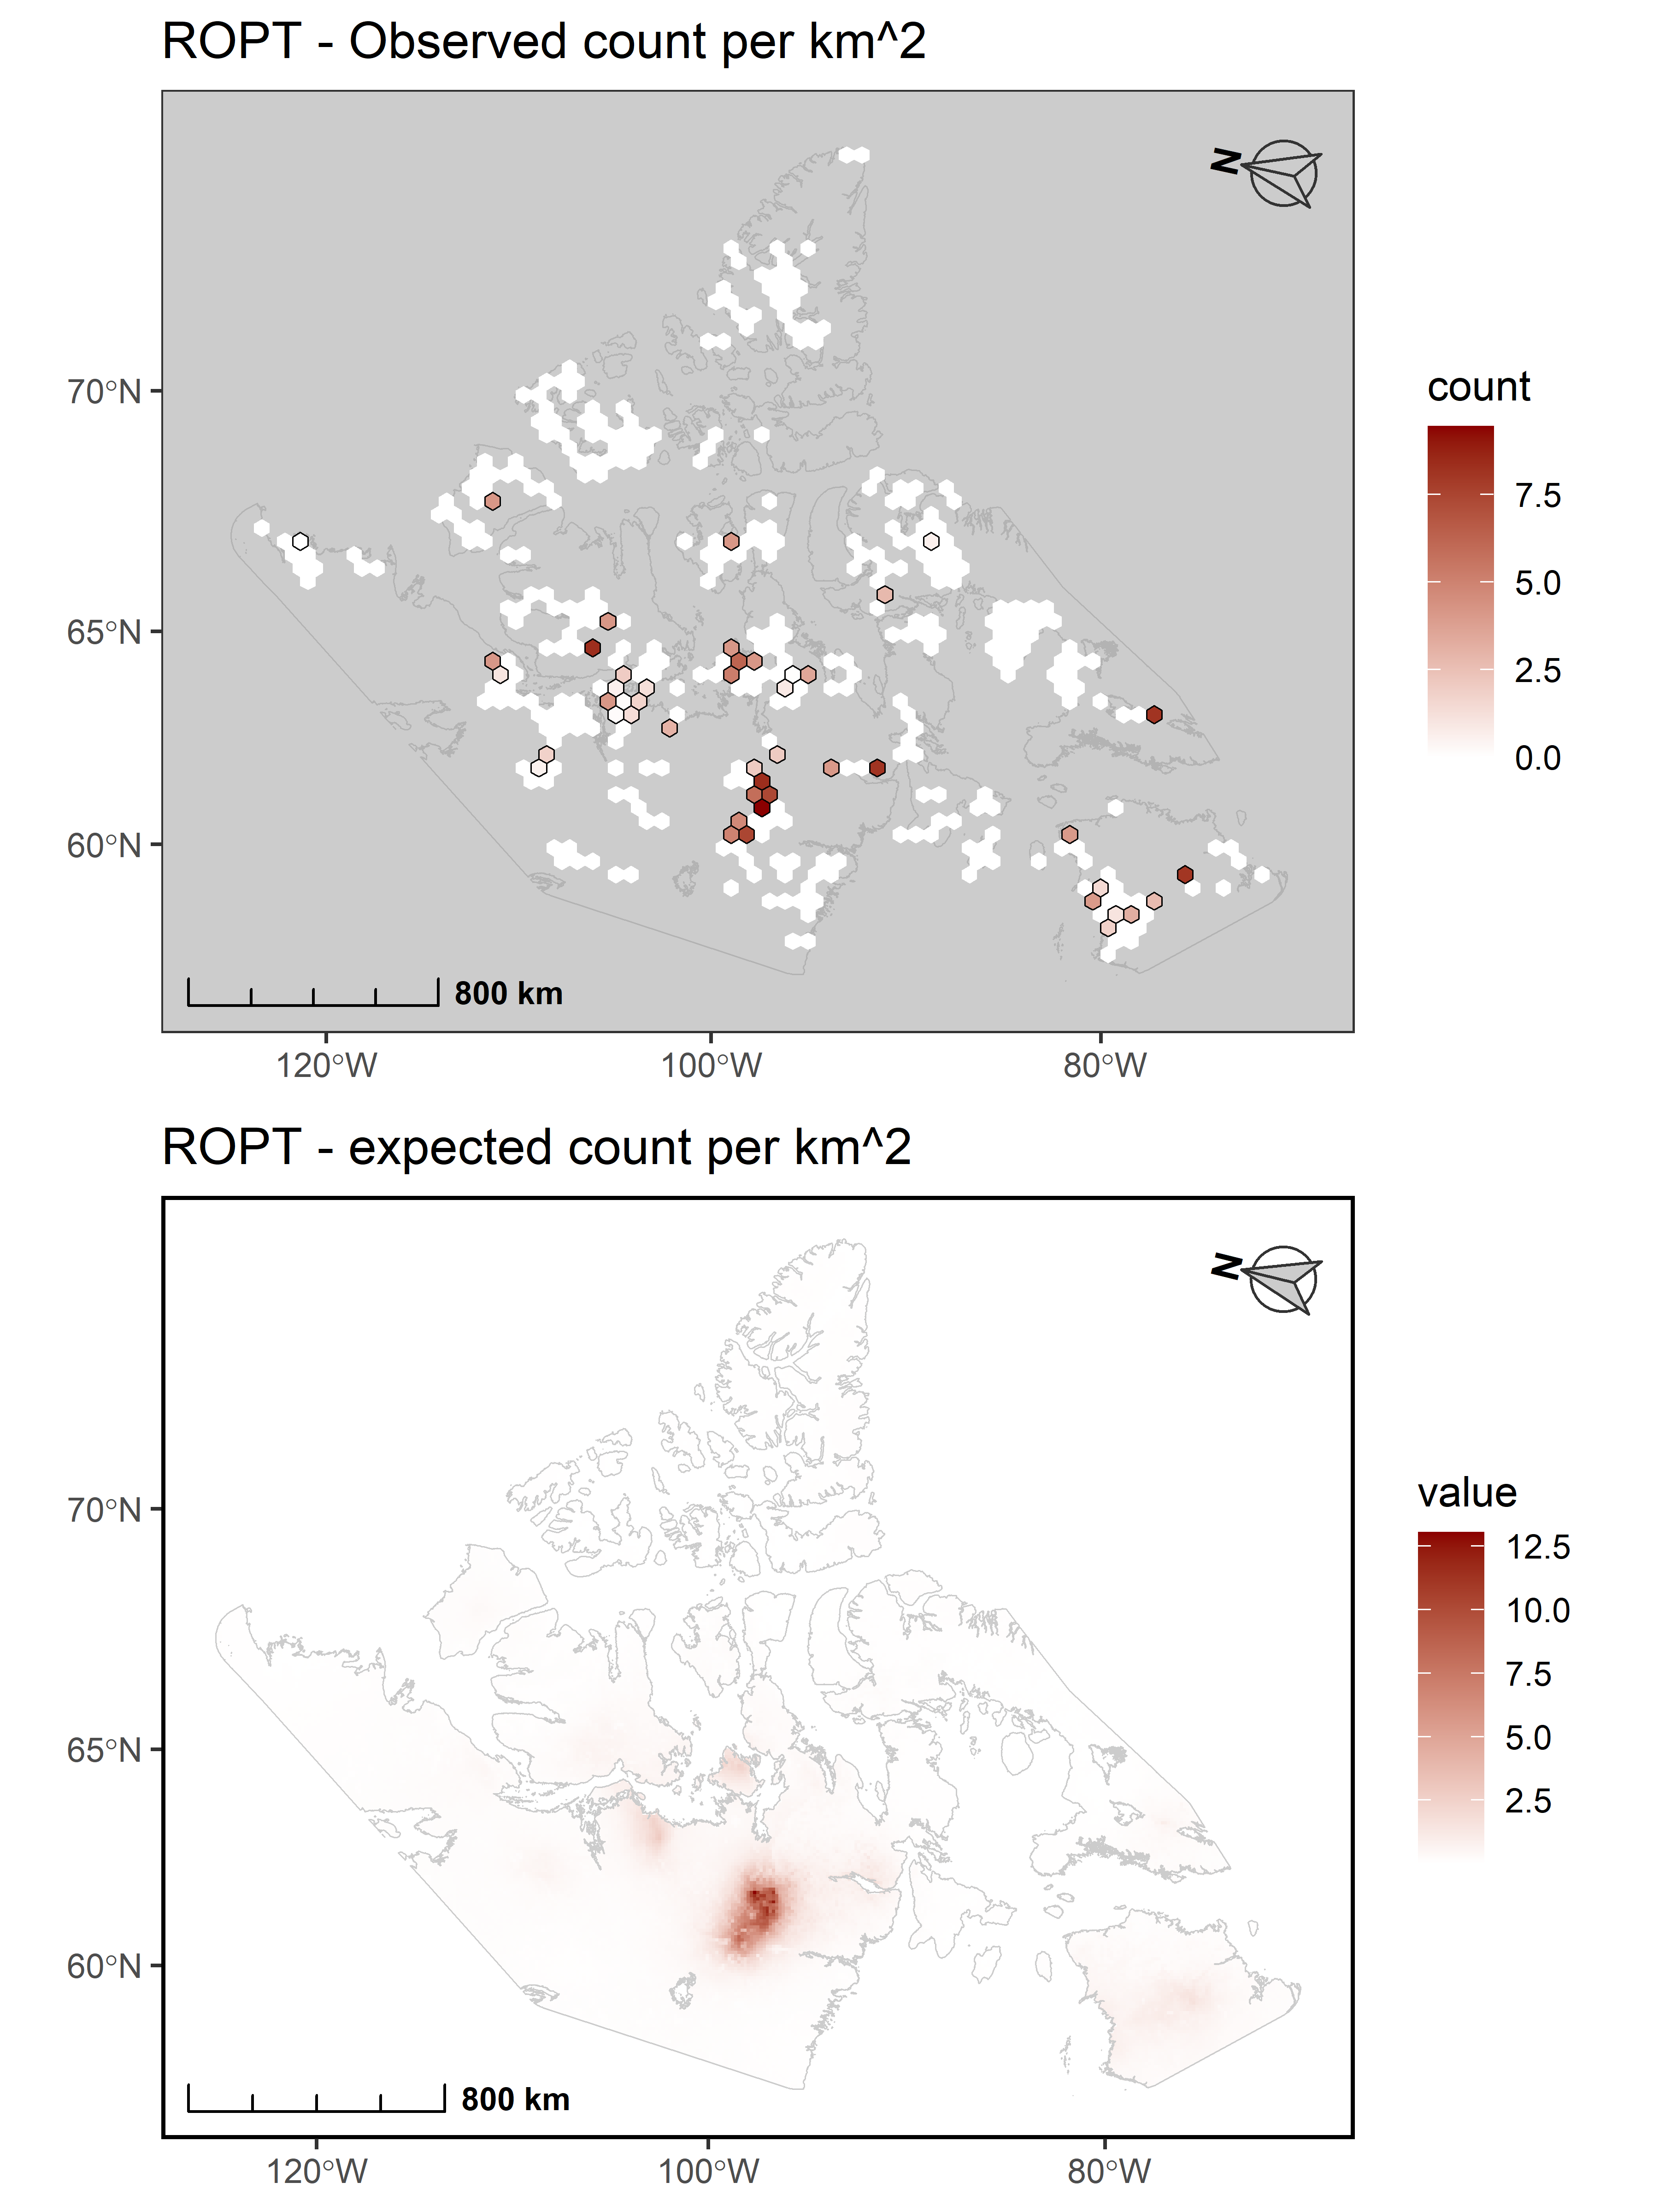 ROPT - Observed count per km^2
N
count
70°N
7.5
5.0
65°N
2.5
0.0
60°N
800 km
120°W 100°W 80°W
ROPT - expected count per km^2
N
value
70°N
12.5
10.0
7.5
65°N
5.0
2.5
60°N
800 km
120°W 100°W 80°W